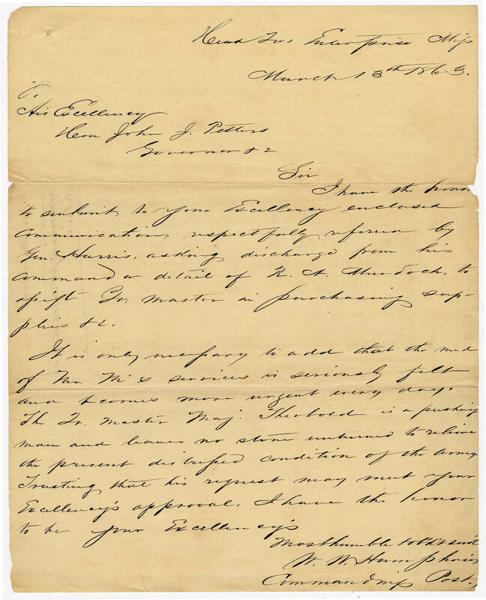 Head Qrs Enterprise Miss
March 13th 1863.
To
His Excellency
Hon John J. Pettus
Governor &c
Sir
I have the honor
to submit to your Excellency enclosed
communication, respectfully referred by
Gen. Harris, asking discharge from his
command or detail of R. A. Murdock, to
assist Qr. master in purchasing sup-
plies &c.
It is only necessary to add that the need
of Mr. M's services is seriously felt
and becomes more urgent every day.
The Qr. master Maj. Theobold is a pushing
man and leaves no stone unturned to relieve
the present distressed condition of the army.
Trusting that his request may meet your
Excellency's approval. I have the honor
to be your Excellency's
Most humble obt svt
W. W. Humphries
Commanding Post.